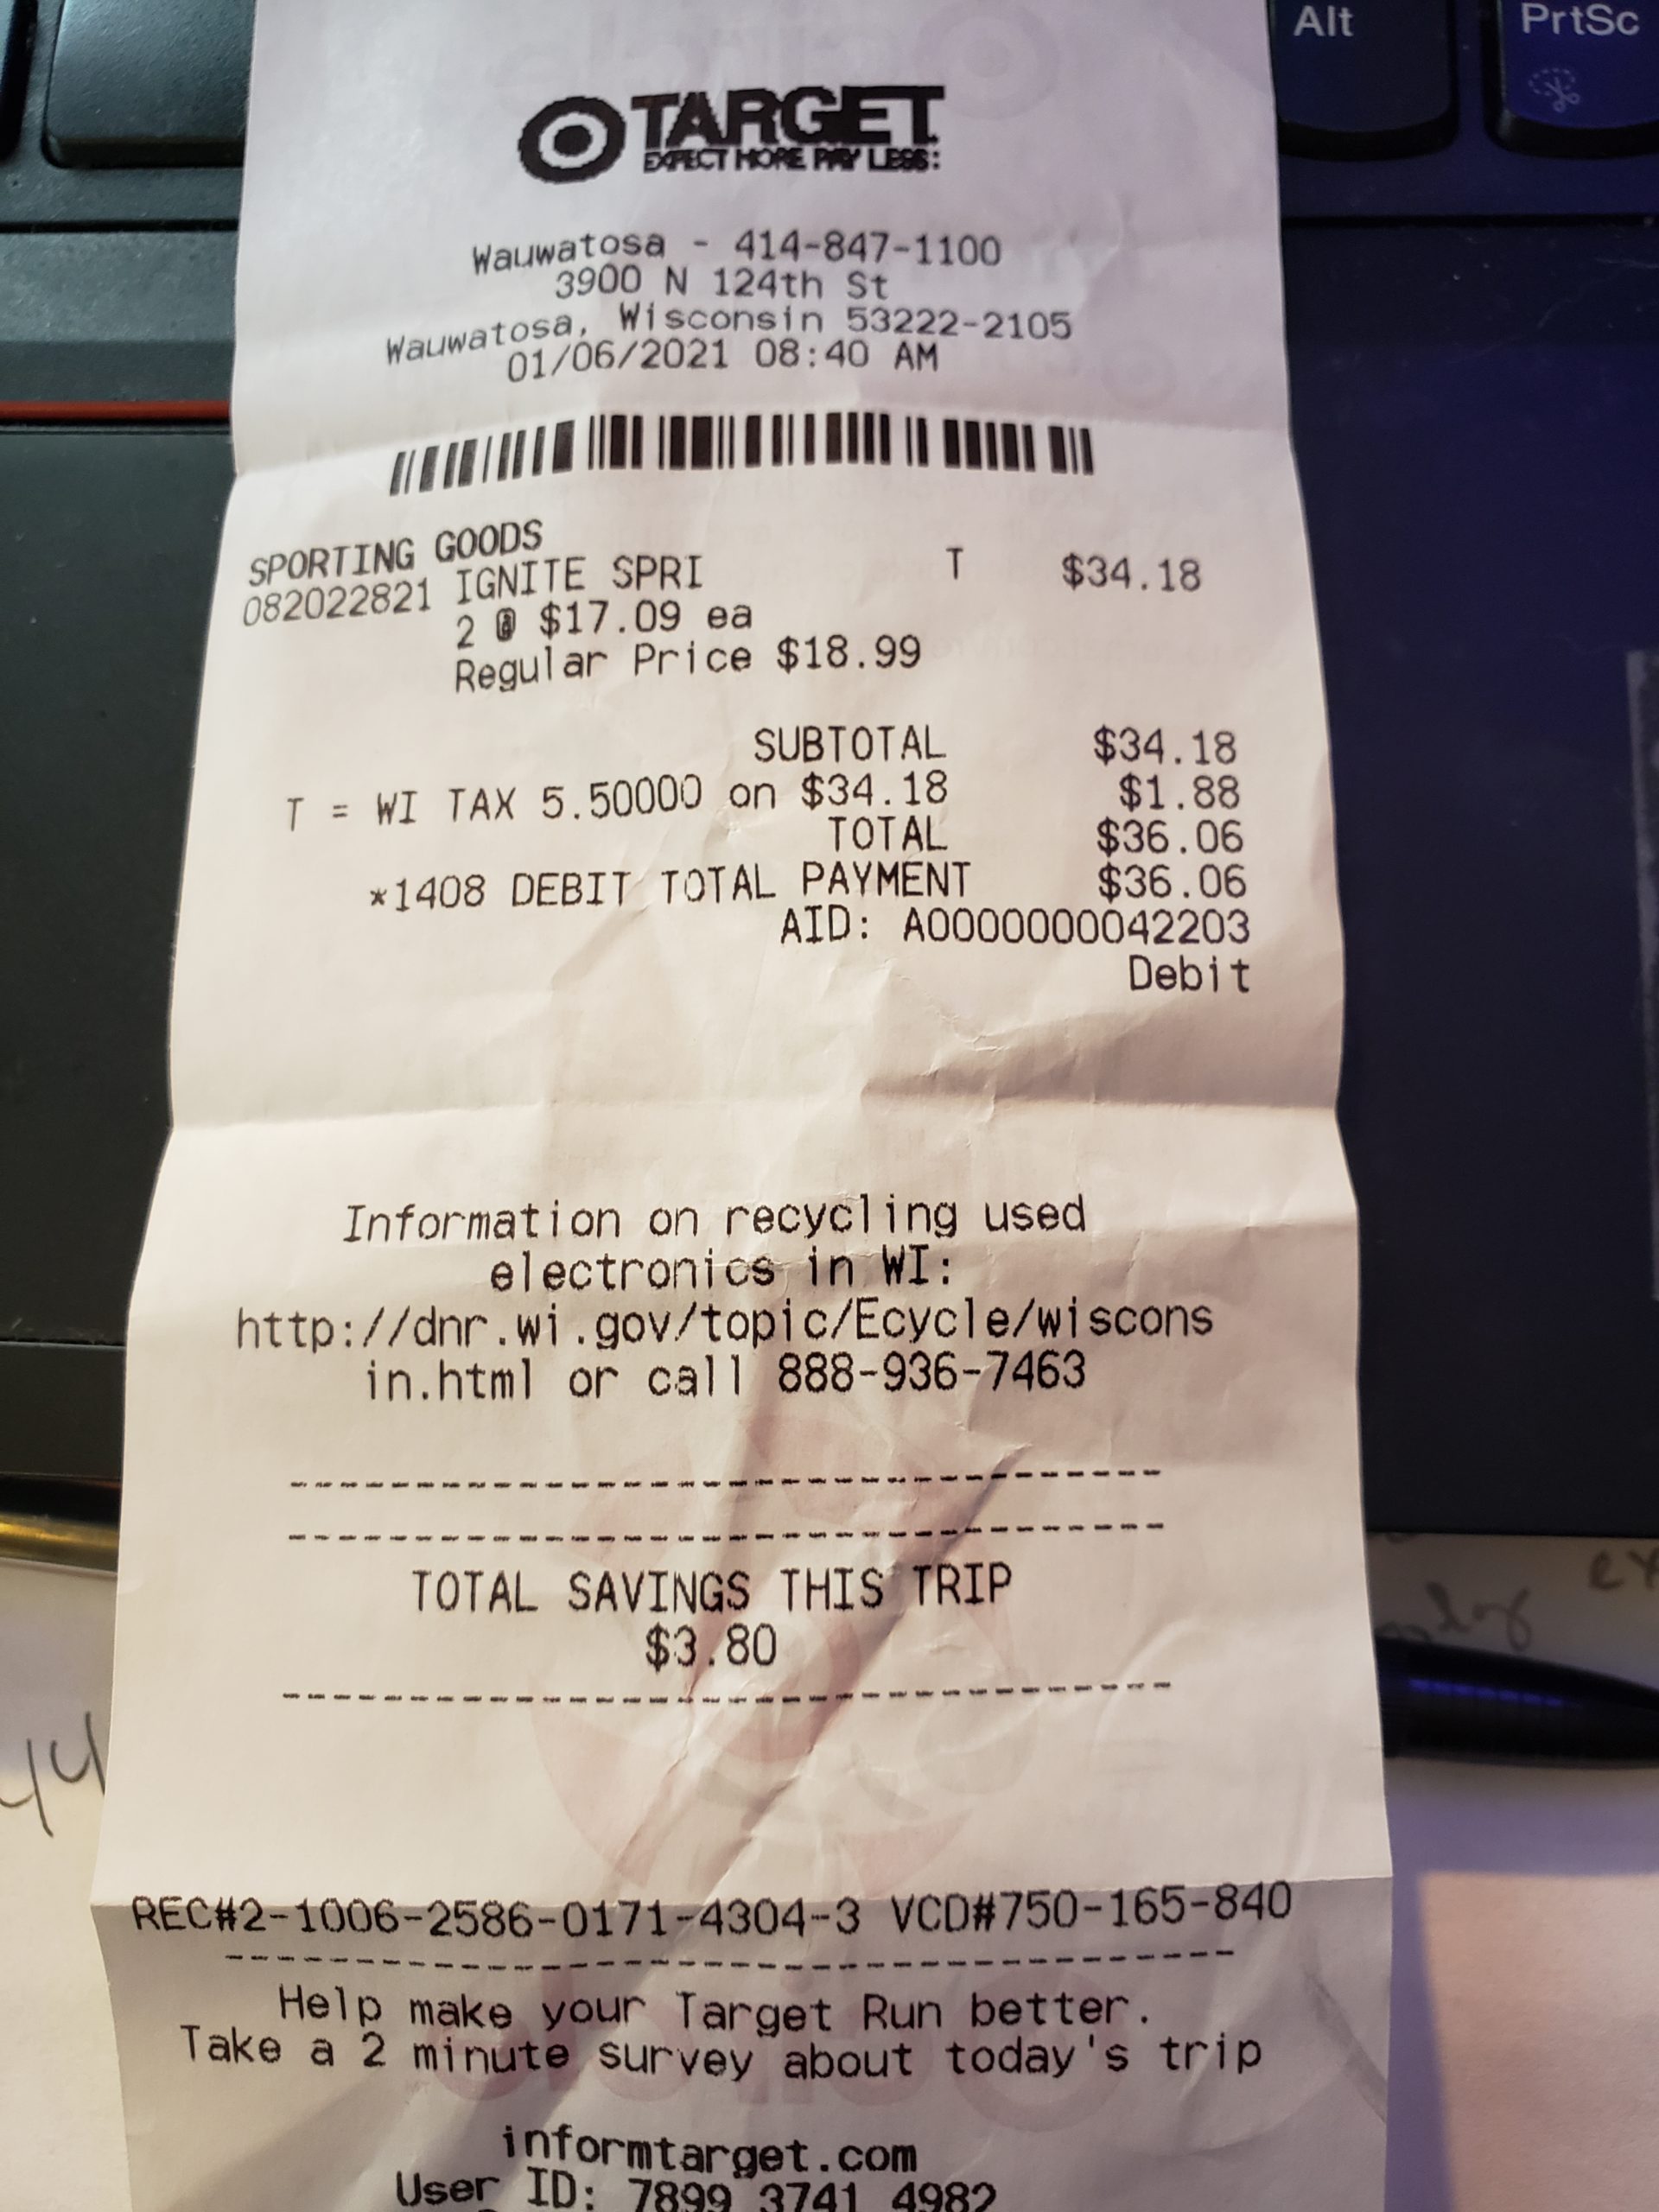 Alt PrtSc
TARGET
EXPECT MORE PAY LESS:
Wauwatosa - 414-847-1100
3900 N 124th St
Wauwatosa, Wisconsin 53222-2105
01/06/2021 08:40 AM
SPORTING GOODS
082022821 IGNITE SPRI T $34.18
2 @ $17.09 ea
Regular Price $18.99
SUBTOTAL $34.18
T = WI TAX 5.50000 on $34.18 $1.88
TOTAL $36.06
*1408 DEBIT TOTAL PAYMENT $36.06
AID: A0000000042203
Debit
Information on recycling used
electronics in WI:
http://dnr.wi.gov/topic/Ecycle/wiscons
in.html or call 888-936-7463
TOTAL SAVINGS THIS TRIP
$3.80
44
REC#2-1006-2586-0171-4304-3 VCD#750-165-840
Help make your Target Run better.
Take a 2 minute survey about today's trip
informtarget.com
User ID: 7899 3741 4982